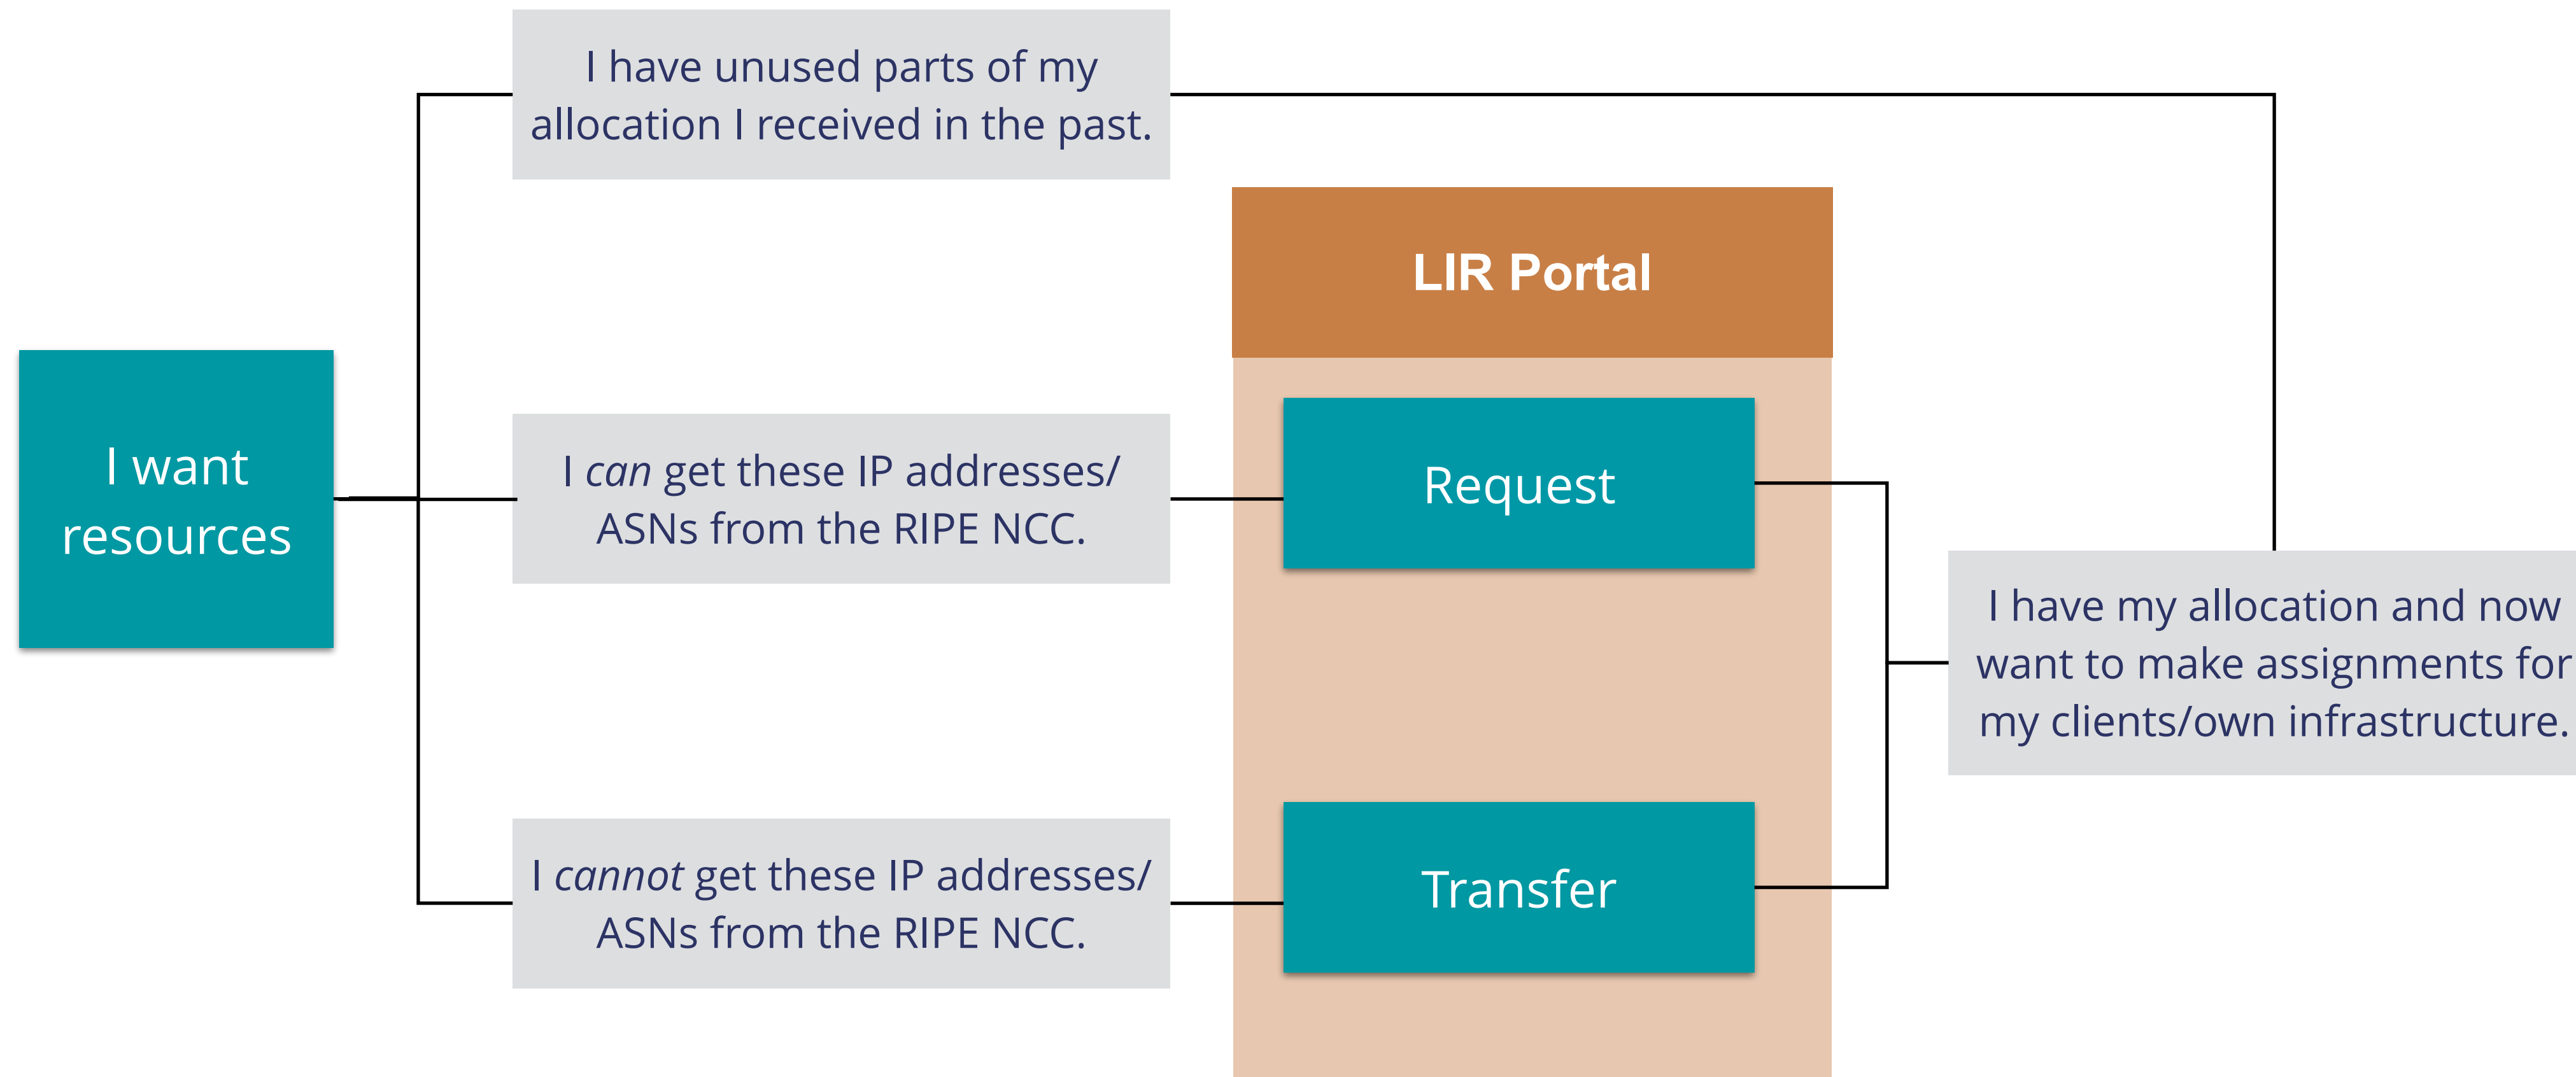 I have unused parts of my
allocation I received in the past.
LIR Portal
I want
resources
I can get these IP addresses/
ASNs from the RIPE NCC.
Request
I have my allocation and now
want to make assignments for
my clients/own infrastructure.
I cannot get these IP addresses/
ASNs from the RIPE NCC.
Transfer